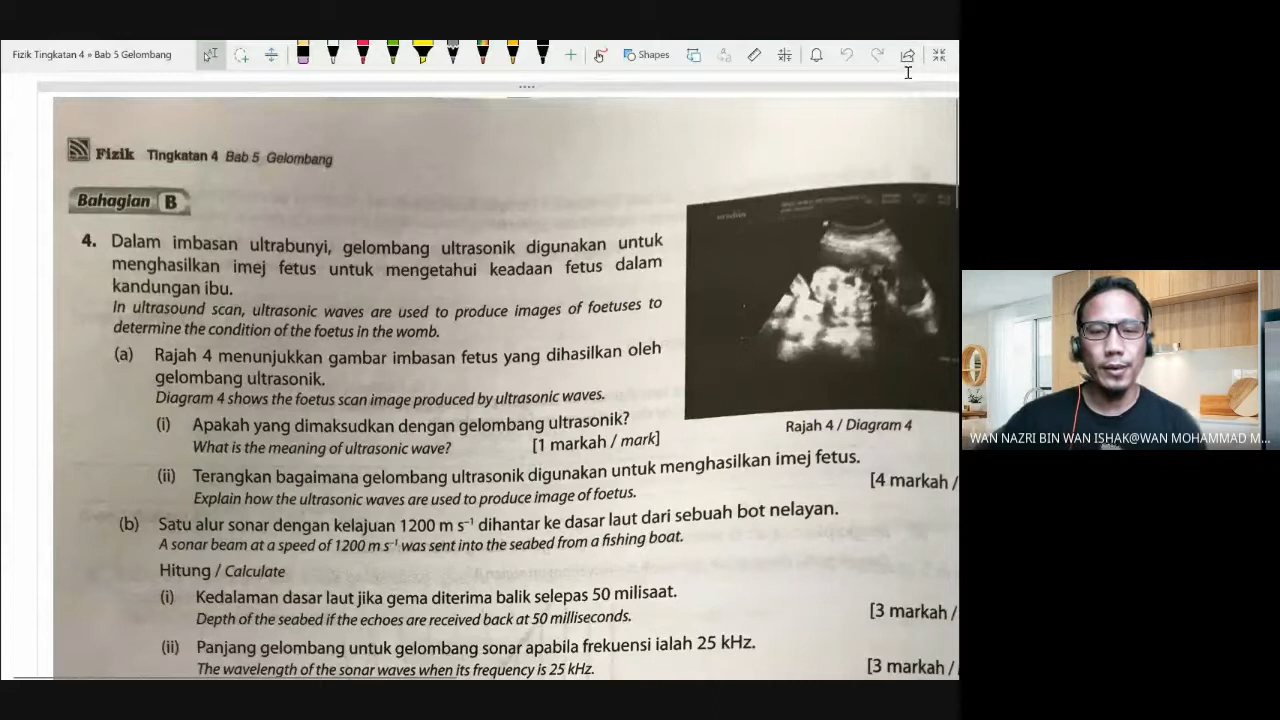 Fizik Tingkatan 4 » Bab 5 Gelombang
Shapes
Fizik Tingkatan 4 Bab 5 Gelombang
Bahagian B
4. Dalam imbasan ultrabunyi, gelombang ultrasonik digunakan untuk
menghasilkan imej fetus untuk mengetahui keadaan fetus dalam
kandungan ibu.
In ultrasound scan, ultrasonic waves are used to produce images of foetuses to
determine the condition of the foetus in the womb.
(a) Rajah 4 menunjukkan gambar imbasan fetus yang dihasilkan oleh
gelombang ultrasonik.
Diagram 4 shows the foetus scan image produced by ultrasonic waves.
(i) Apakah yang dimaksudkan dengan gelombang ultrasonik?
What is the meaning of ultrasonic wave? [1 markah / mark]
Rajah 4 / Diagram 4
(ii) Terangkan bagaimana gelombang ultrasonik digunakan untuk menghasilkan imej fetus.
Explain how the ultrasonic waves are used to produce image of foetus. [4 markah /
(b) Satu alur sonar dengan kelajuan 1200 m s⁻¹ dihantar ke dasar laut dari sebuah bot nelayan.
A sonar beam at a speed of 1200 m s⁻¹ was sent into the seabed from a fishing boat.
Hitung / Calculate
(i) Kedalaman dasar laut jika gema diterima balik selepas 50 milisaat.
Depth of the seabed if the echoes are received back at 50 milliseconds. [3 markah /
(ii) Panjang gelombang untuk gelombang sonar apabila frekuensi ialah 25 kHz.
The wavelength of the sonar waves when its frequency is 25 kHz. [3 markah /
WAN NAZRI BIN WAN ISHAK@WAN MOHAMMAD M...